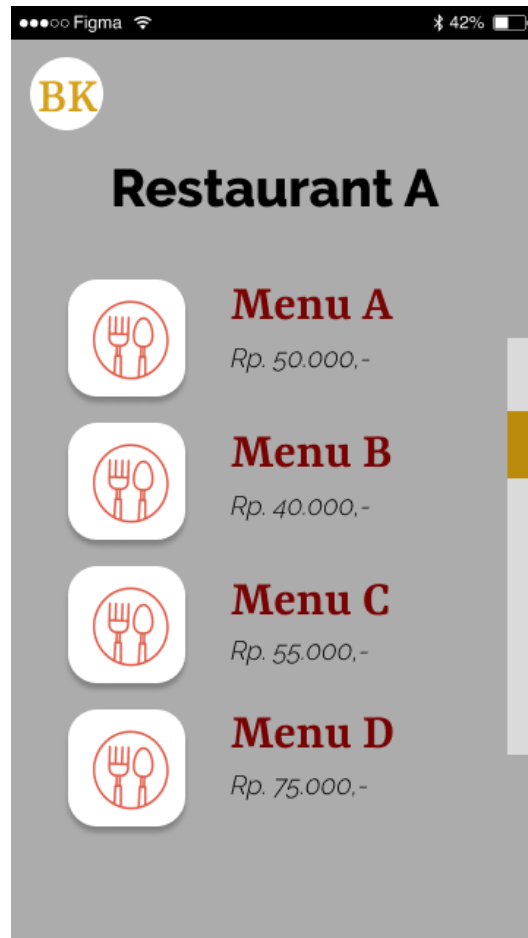 Figma
42%
BK
Restaurant A
Menu A
Rp. 50.000,-
Menu B
Rp. 40.000,-
Menu C
Rp. 55.000,-
Menu D
Rp. 75.000,-